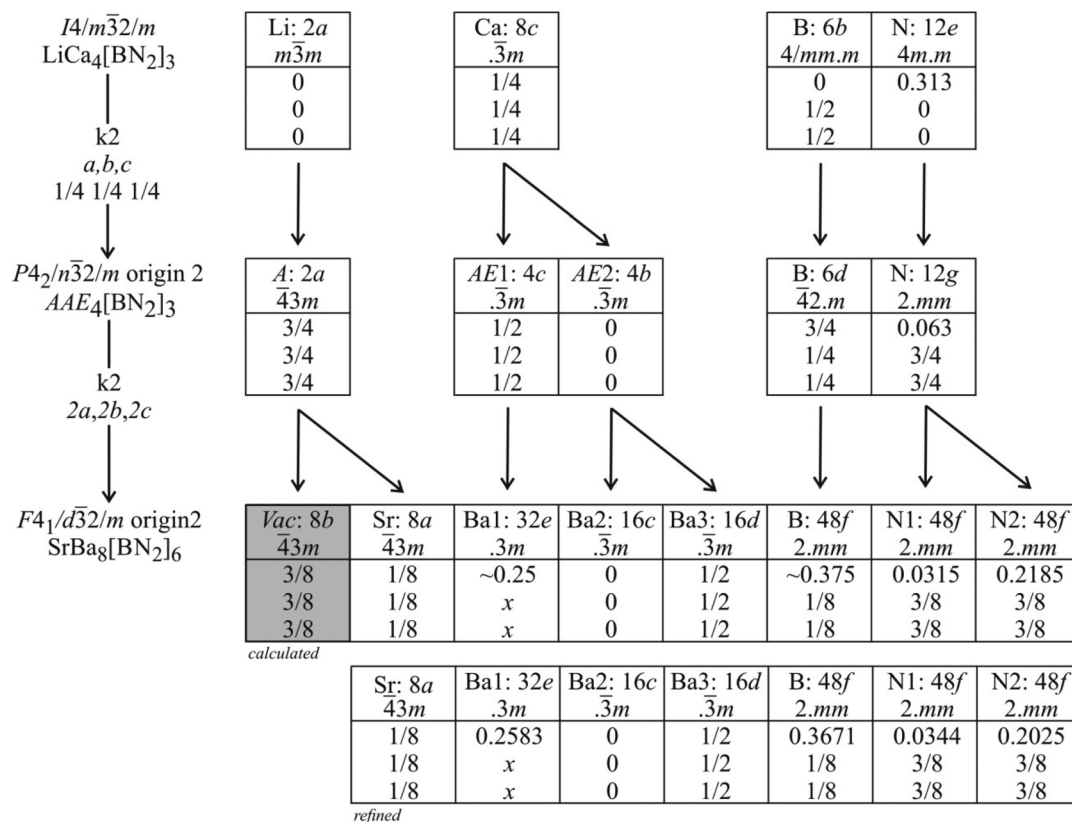 I4/m3̅2/m
LiCa₄[BN₂]₃
Li: 2a
m3̅m
0
0
0
Ca: 8c
.3̅m
1/4
1/4
1/4
B: 6b N: 12e
4/mm.m 4m.m
0 0.313
1/2 0
1/2 0
k2
a,b,c
1/4 1/4 1/4
P4₂/n3̅2/m origin 2
AAE₄[BN₂]₃
A: 2a
4̅3m
3/4
3/4
3/4
AE1: 4c AE2: 4b
.3̅m .3̅m
1/2 0
1/2 0
1/2 0
B: 6d N: 12g
4̅2.m 2.mm
3/4 0.063
1/4 3/4
1/4 3/4
k2
2a,2b,2c
F4₁/d3̅2/m origin2
SrBa₈[BN₂]₆
Vac: 8b Sr: 8a Ba1: 32e Ba2: 16c Ba3: 16d B: 48f N1: 48f N2: 48f
4̅3m 4̅3m .3m .3̅m .3̅m 2.mm 2.mm 2.mm
3/8 1/8 ~0.25 0 1/2 ~0.375 0.0315 0.2185
3/8 1/8 x 0 1/2 1/8 3/8 3/8
3/8 1/8 x 0 1/2 1/8 3/8 3/8
calculated
Sr: 8a Ba1: 32e Ba2: 16c Ba3: 16d B: 48f N1: 48f N2: 48f
4̅3m .3m .3̅m .3̅m 2.mm 2.mm 2.mm
1/8 0.2583 0 1/2 0.3671 0.0344 0.2025
1/8 x 0 1/2 1/8 3/8 3/8
1/8 x 0 1/2 1/8 3/8 3/8
refined